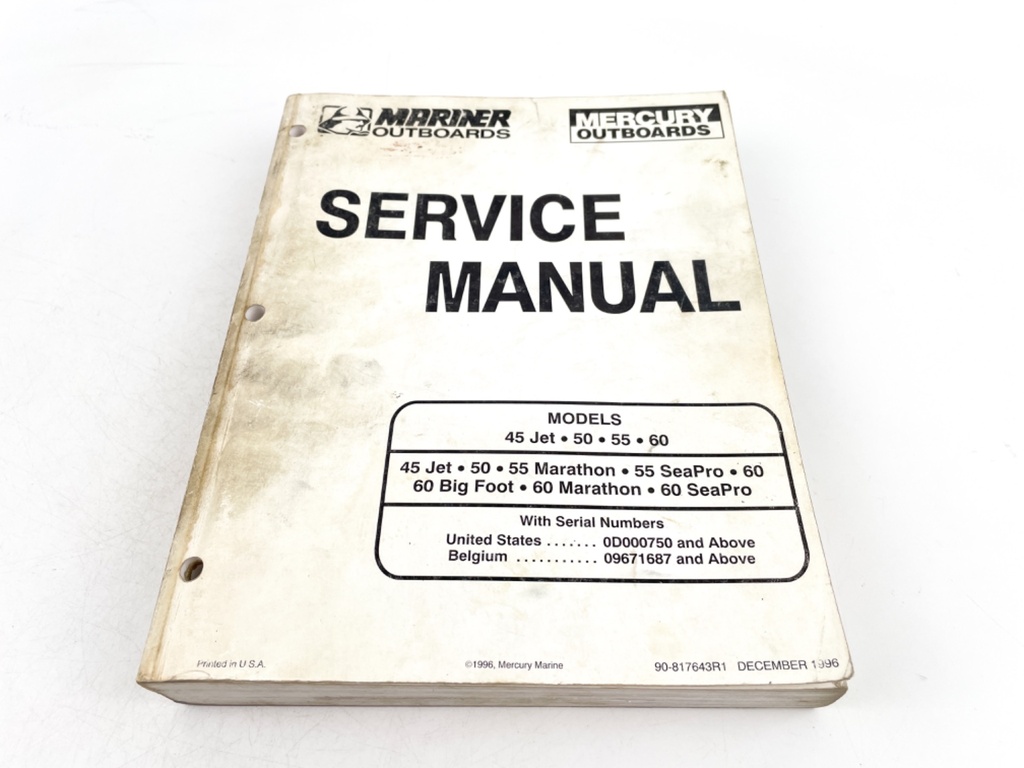 MARINER
OUTBOARDS
MERCURY
OUTBOARDS
SERVICE
MANUAL
MODELS
45 Jet • 50 • 55 • 60
45 Jet • 50 • 55 Marathon • 55 SeaPro • 60
60 Big Foot • 60 Marathon • 60 SeaPro
With Serial Numbers
United States ....... 0D000750 and Above
Belgium ........... 09671687 and Above
Printed in U.S.A.
©1996, Mercury Marine
90-817643R1 DECEMBER 1996